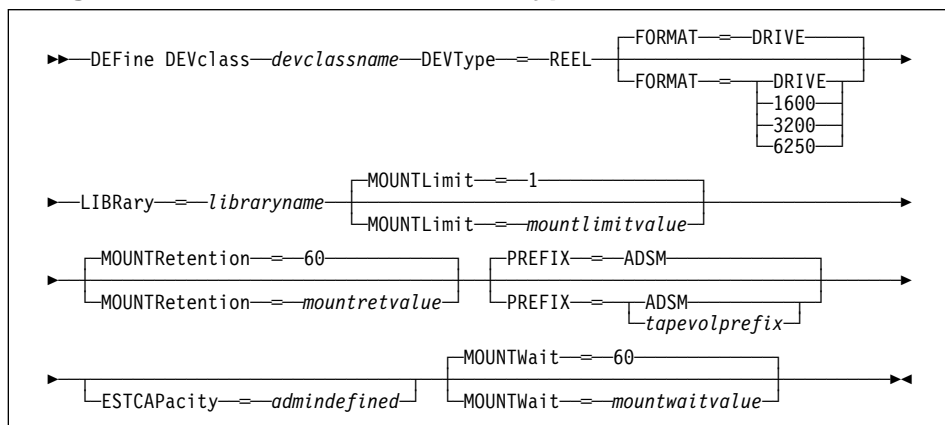 FORMAT = DRIVE
DEFine DEVclass devclassname DEVType = REEL
FORMAT = DRIVE
1600
3200
6250
MOUNTLimit = 1
LIBRary = libraryname
MOUNTLimit = mountlimitvalue
MOUNTRetention = 60 PREFIX = ADSM
MOUNTRetention = mountretvalue PREFIX = ADSM
tapevolprefix
MOUNTWait = 60
ESTCAPacity = admindefined MOUNTWait = mountwaitvalue